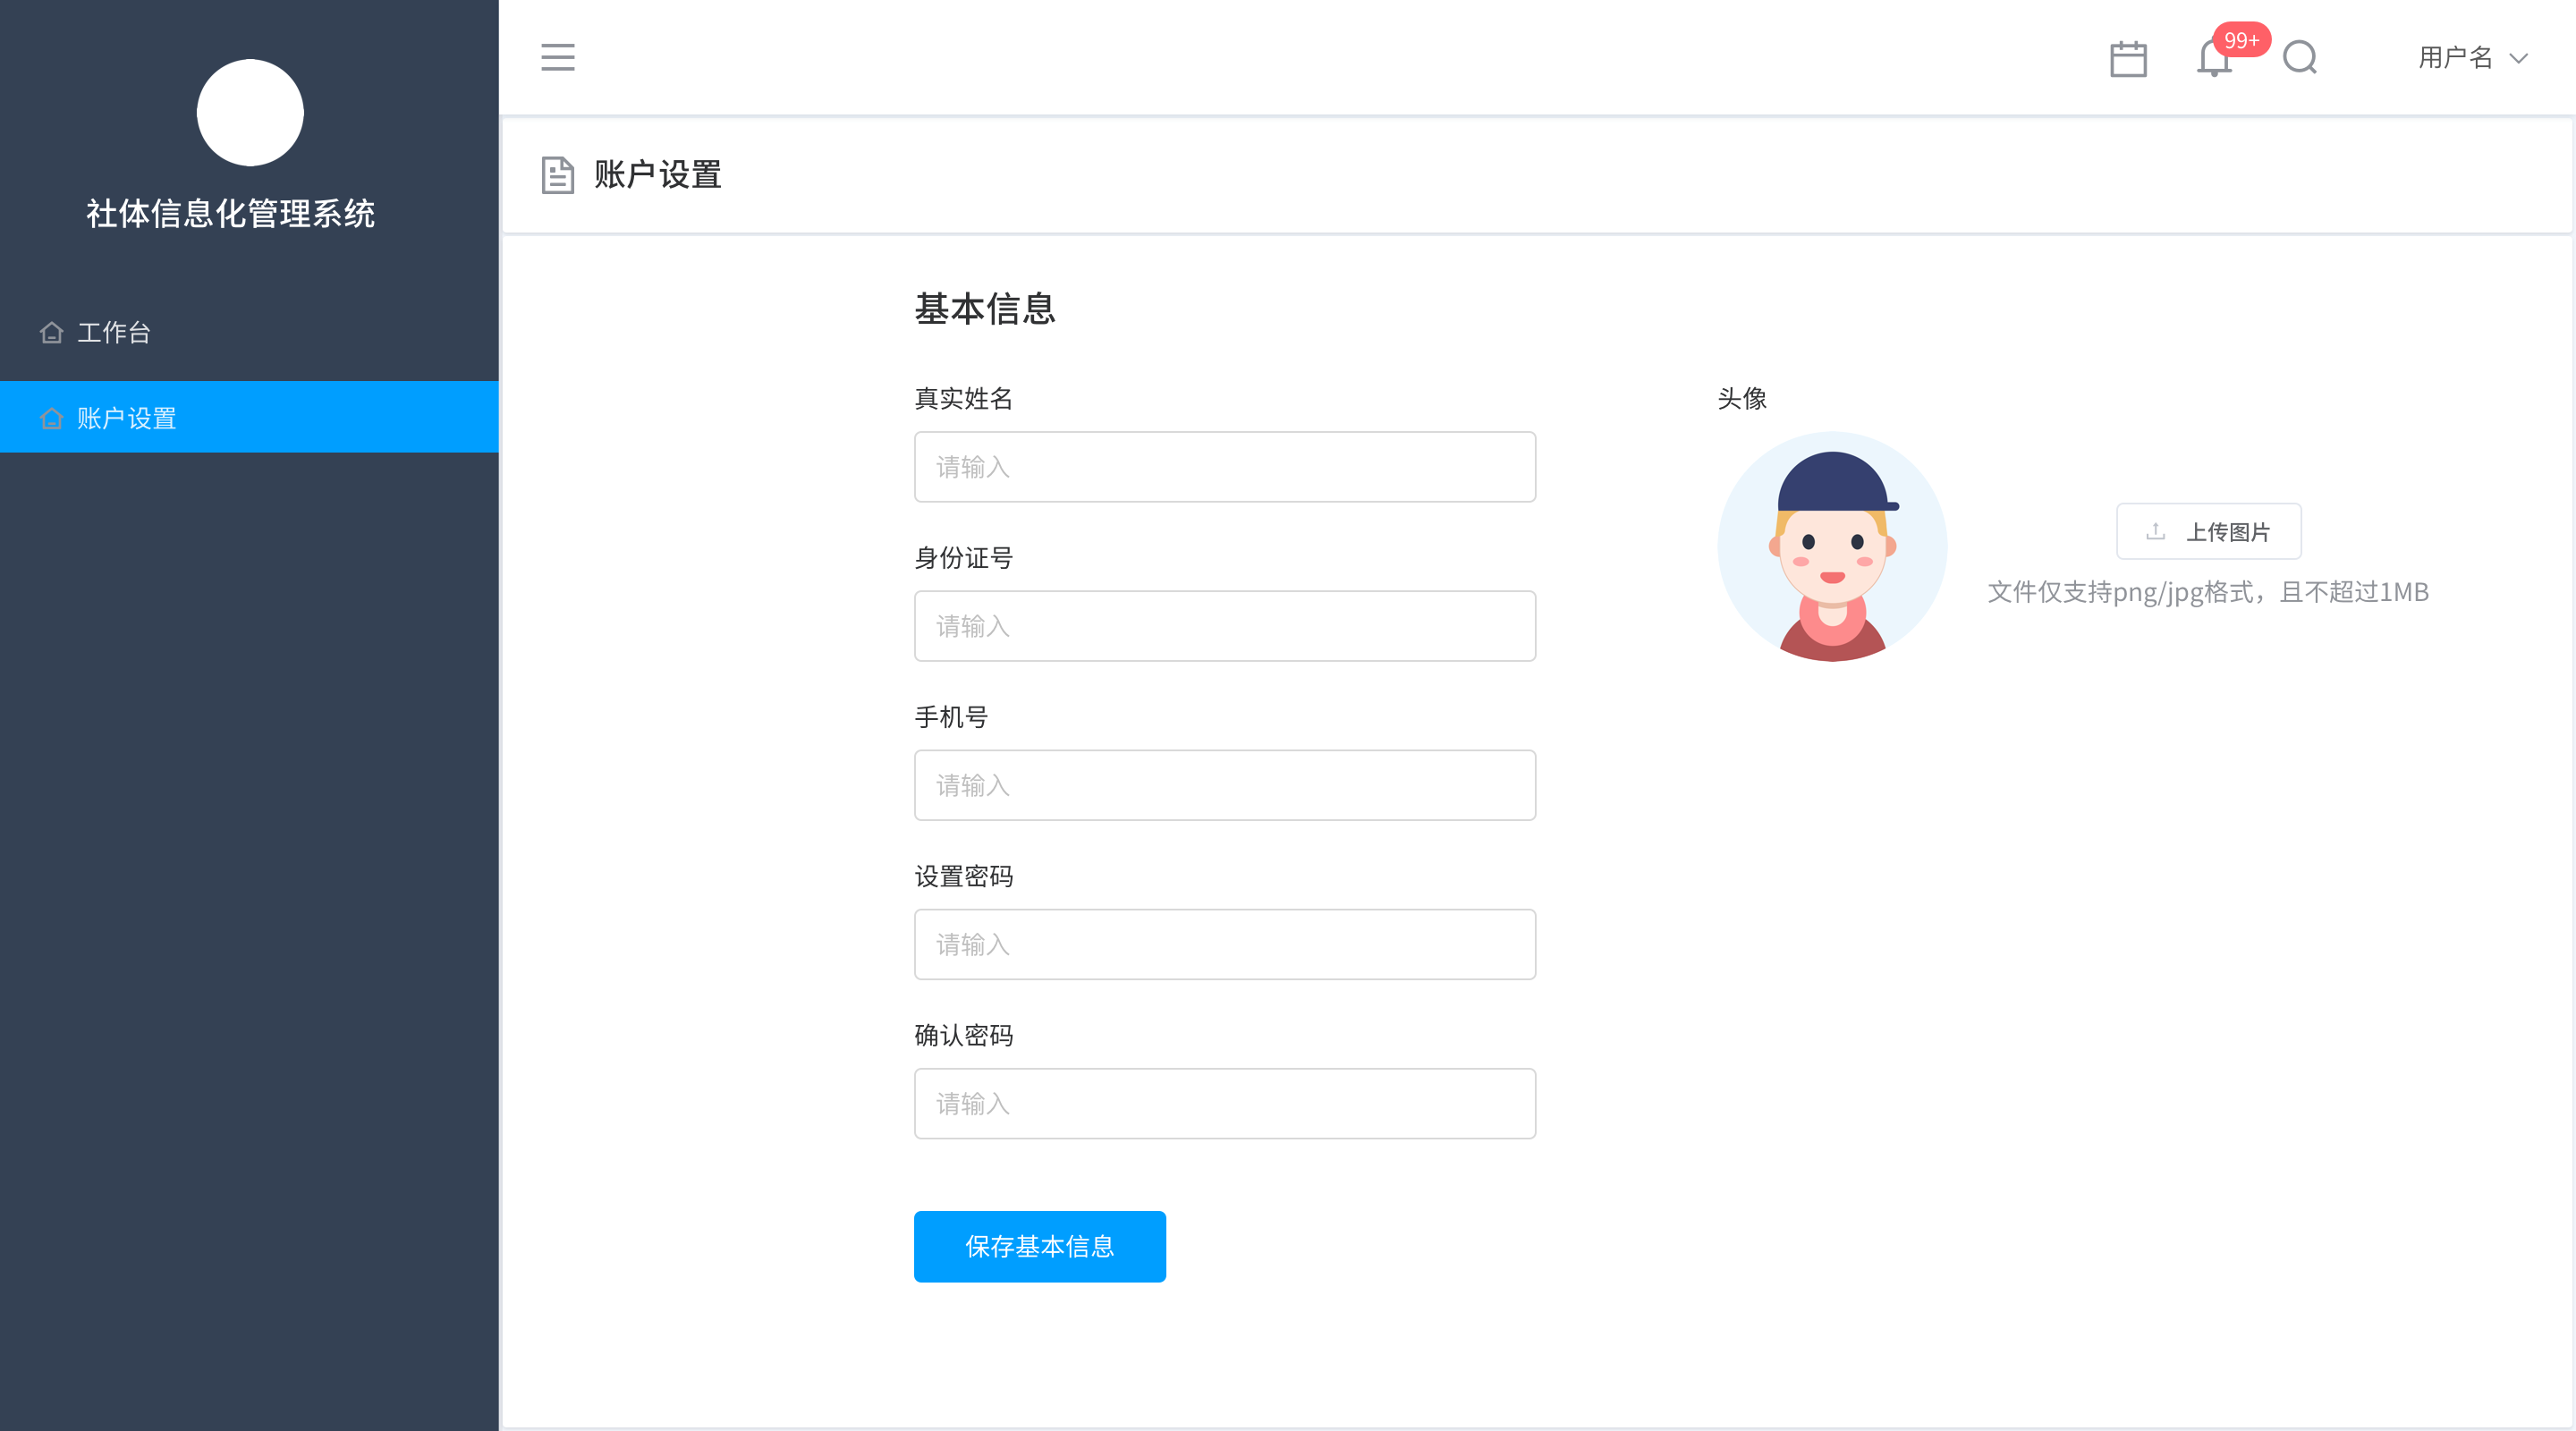 社体信息化管理系统
工作台
账户设置
99+
用户名
账户设置
基本信息
真实姓名
请输入
身份证号
请输入
手机号
请输入
设置密码
请输入
确认密码
请输入
保存基本信息
头像
上传图片
文件仅支持png/jpg格式，且不超过1MB